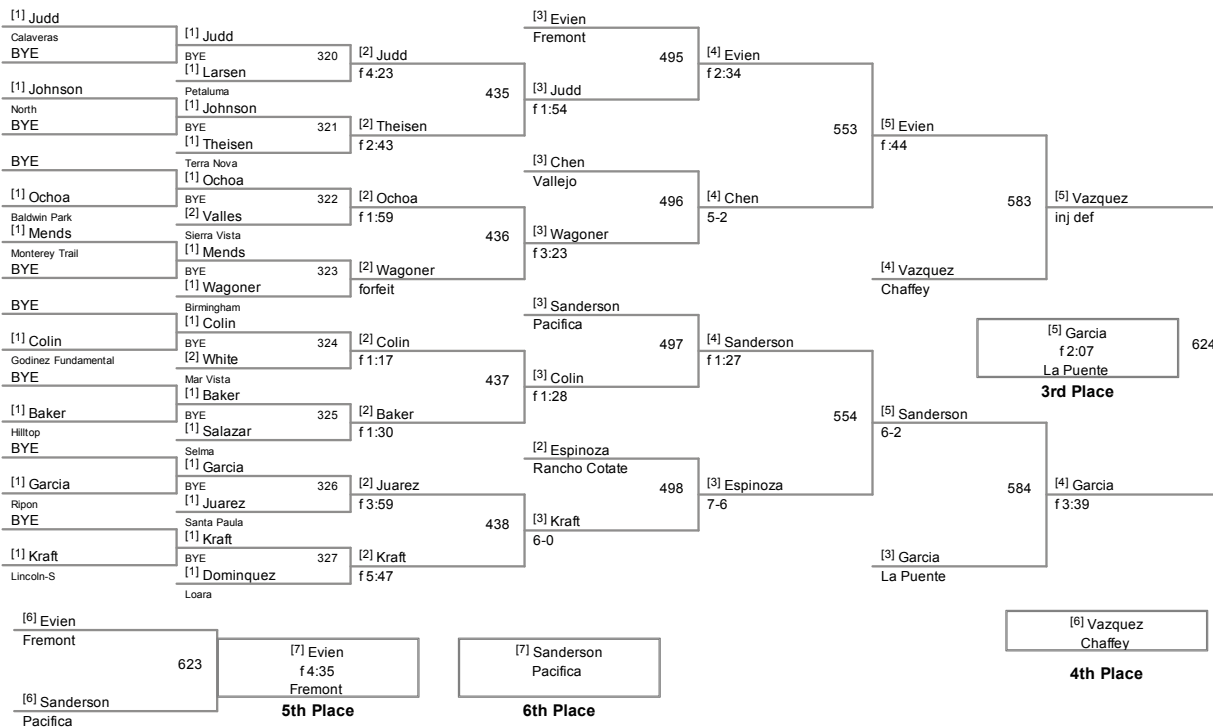 [1] Judd
Calaveras
BYE
[1] Johnson
North
BYE
BYE
[1] Ochoa
Baldwin Park
[1] Mends
Monterey Trail
BYE
BYE
[1] Colin
Godinez Fundamental
BYE
[1] Baker
Hilltop
BYE
[1] Garcia
Ripon
BYE
[1] Kraft
Lincoln-S
[1] Judd
BYE 320
[1] Larsen
Petaluma
[1] Johnson
BYE 321
[1] Theisen
Terra Nova
[1] Ochoa
BYE 322
[2] Valles
Sierra Vista
[1] Mends
BYE 323
[1] Wagoner
Birmingham
[1] Colin
BYE 324
[2] White
Mar Vista
[1] Baker
BYE 325
[1] Salazar
Selma
[1] Garcia
BYE 326
[1] Juarez
Santa Paula
[1] Kraft
BYE 327
[1] Dominquez
Loara
[2] Judd
f 4:23
435
[2] Theisen
f 2:43
[2] Ochoa
f 1:59
436
[2] Wagoner
forfeit
[2] Colin
f 1:17
437
[2] Baker
f 1:30
[2] Juarez
f 3:59
438
[2] Kraft
f 5:47
[3] Evien
Fremont
495
[3] Judd
f 1:54
[3] Chen
Vallejo
496
[3] Wagoner
f 3:23
[3] Sanderson
Pacifica
497
[3] Colin
f 1:28
[2] Espinoza
Rancho Cotate
498
[3] Kraft
6-0
[4] Evien
f 2:34
553
[4] Chen
5-2
[4] Sanderson
f 1:27
554
[3] Espinoza
7-6
[5] Evien
f :44
583
[4] Vazquez
Chaffey
[5] Sanderson
6-2
584
[3] Garcia
La Puente
[5] Vazquez
inj def
[5] Garcia
f 2:07
La Puente
624
3rd Place
[4] Garcia
f 3:39
[6] Vazquez
Chaffey
4th Place
[6] Evien
Fremont
623
[6] Sanderson
Pacifica
[7] Evien
f 4:35
Fremont
5th Place
[7] Sanderson
Pacifica
6th Place